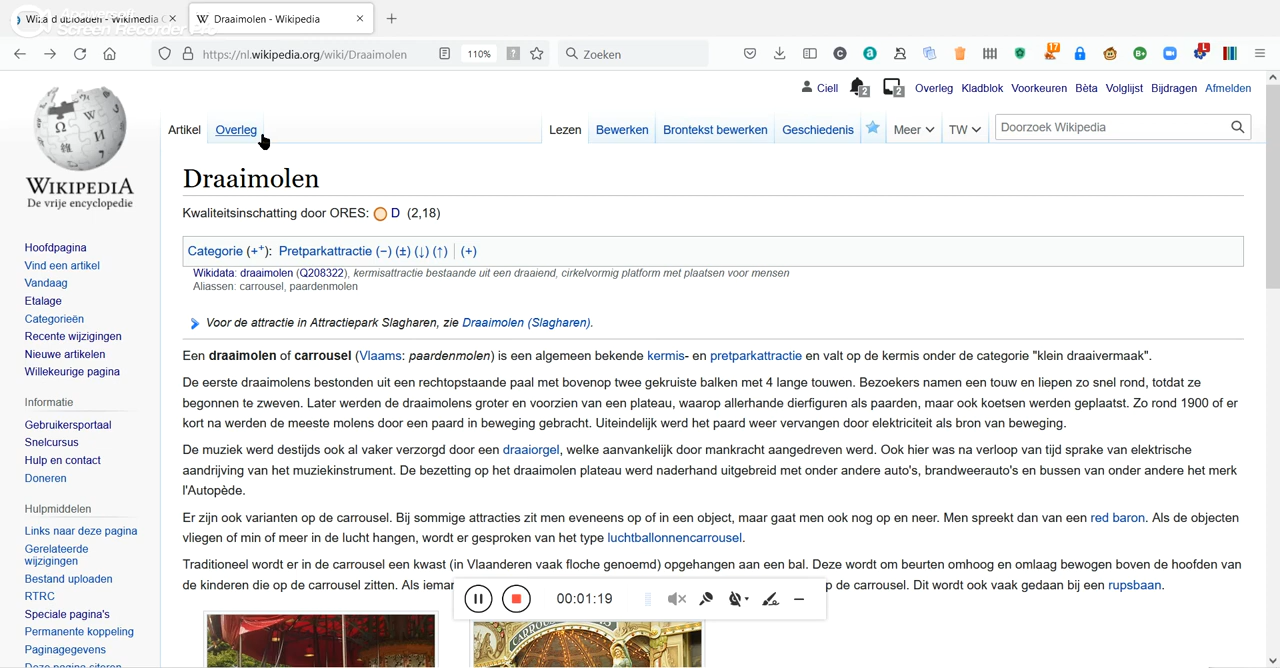 Wizard uploaden - Wikimedia C
Draaimolen - Wikipedia
Apowersoft
Screen Recorder Pro
https://nl.wikipedia.org/wiki/Draaimolen
110%
Zoeken
17
1
Ciell
2
2
Overleg
Kladblok
Voorkeuren
Bèta
Volglijst
Bijdragen
Afmelden
WIKIPEDIA
De vrije encyclopedie
Artikel
Overleg
Lezen
Bewerken
Brontekst bewerken
Geschiedenis
Meer
TW
Doorzoek Wikipedia
Hoofdpagina
Vind een artikel
Vandaag
Etalage
Categorieën
Recente wijzigingen
Nieuwe artikelen
Willekeurige pagina
Informatie
Gebruikersportaal
Snelcursus
Hulp en contact
Doneren
Hulpmiddelen
Links naar deze pagina
Gerelateerde
wijzigingen
Bestand uploaden
RTRC
Speciale pagina's
Permanente koppeling
Paginagegevens
Deze pagina citeren
Draaimolen
Kwaliteitsinschatting door ORES: D (2,18)
Categorie (+⁺): Pretparkattractie (−) (±) (↓) (↑) (+)
Wikidata: draaimolen (Q208322), kermisattractie bestaande uit een draaiend, cirkelvormig platform met plaatsen voor mensen
Aliassen: carrousel, paardenmolen
Voor de attractie in Attractiepark Slagharen, zie Draaimolen (Slagharen).
Een draaimolen of carrousel (Vlaams: paardenmolen) is een algemeen bekende kermis- en pretparkattractie en valt op de kermis onder de categorie "klein draaivermaak".
De eerste draaimolens bestonden uit een rechtopstaande paal met bovenop twee gekruiste balken met 4 lange touwen. Bezoekers namen een touw en liepen zo snel rond, totdat ze
begonnen te zweven. Later werden de draaimolens groter en voorzien van een plateau, waarop allerhande dierfiguren als paarden, maar ook koetsen werden geplaatst. Zo rond 1900 of er
kort na werden de meeste molens door een paard in beweging gebracht. Uiteindelijk werd het paard weer vervangen door elektriciteit als bron van beweging.
De muziek werd destijds ook al vaker verzorgd door een draaiorgel, welke aanvankelijk door mankracht aangedreven werd. Ook hier was na verloop van tijd sprake van elektrische
aandrijving van het muziekinstrument. De bezetting op het draaimolen plateau werd naderhand uitgebreid met onder andere auto's, brandweerauto's en bussen van onder andere het merk
l'Autopède.
Er zijn ook varianten op de carrousel. Bij sommige attracties zit men eveneens op of in een object, maar gaat men ook nog op en neer. Men spreekt dan van een red baron. Als de objecten
vliegen of min of meer in de lucht hangen, wordt er gesproken van het type luchtballonnencarrousel.
Traditioneel wordt er in de carrousel een kwast (in Vlaanderen vaak floche genoemd) opgehangen aan een bal. Deze wordt om beurten omhoog en omlaag bewogen boven de hoofden van
de kinderen die op de carrousel zitten. Als ieman p de carrousel. Dit wordt ook vaak gedaan bij een rupsbaan.
00:01:19